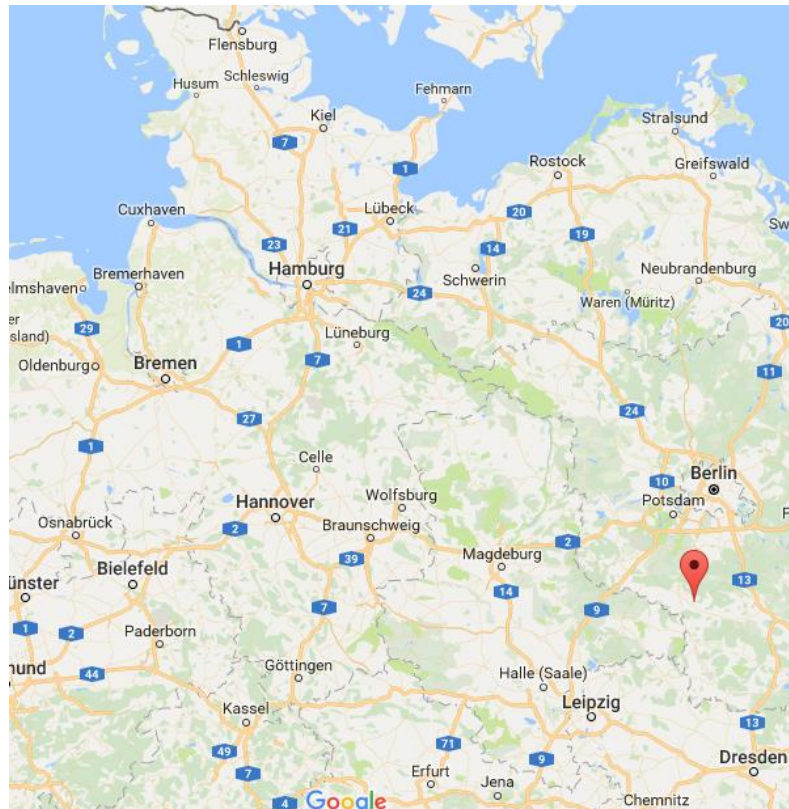 Flensburg
Schleswig
Husum
Fehmarn
Kiel
Stralsund
7
1
Rostock
Greifswald
Cuxhaven
Lübeck
21
20
23
14
19
Hamburg
Schwerin
Neubrandenburg
elmshaven
Bremerhaven
24
Waren (Müritz)
20
29
er
sland)
Lüneburg
1
7
Oldenburg
Bremen
11
24
27
1
Celle
Berlin
10
Wolfsburg
Hannover
Potsdam
Osnabrück
2
Braunschweig
2
39
Magdeburg
Bielefeld
13
ünster
14
7
9
1
2
Paderborn
mund
44
Göttingen
Halle (Saale)
Leipzig
Kassel
13
49
71
9
7
Dresden
Erfurt
Jena
4
Google
Chemnitz